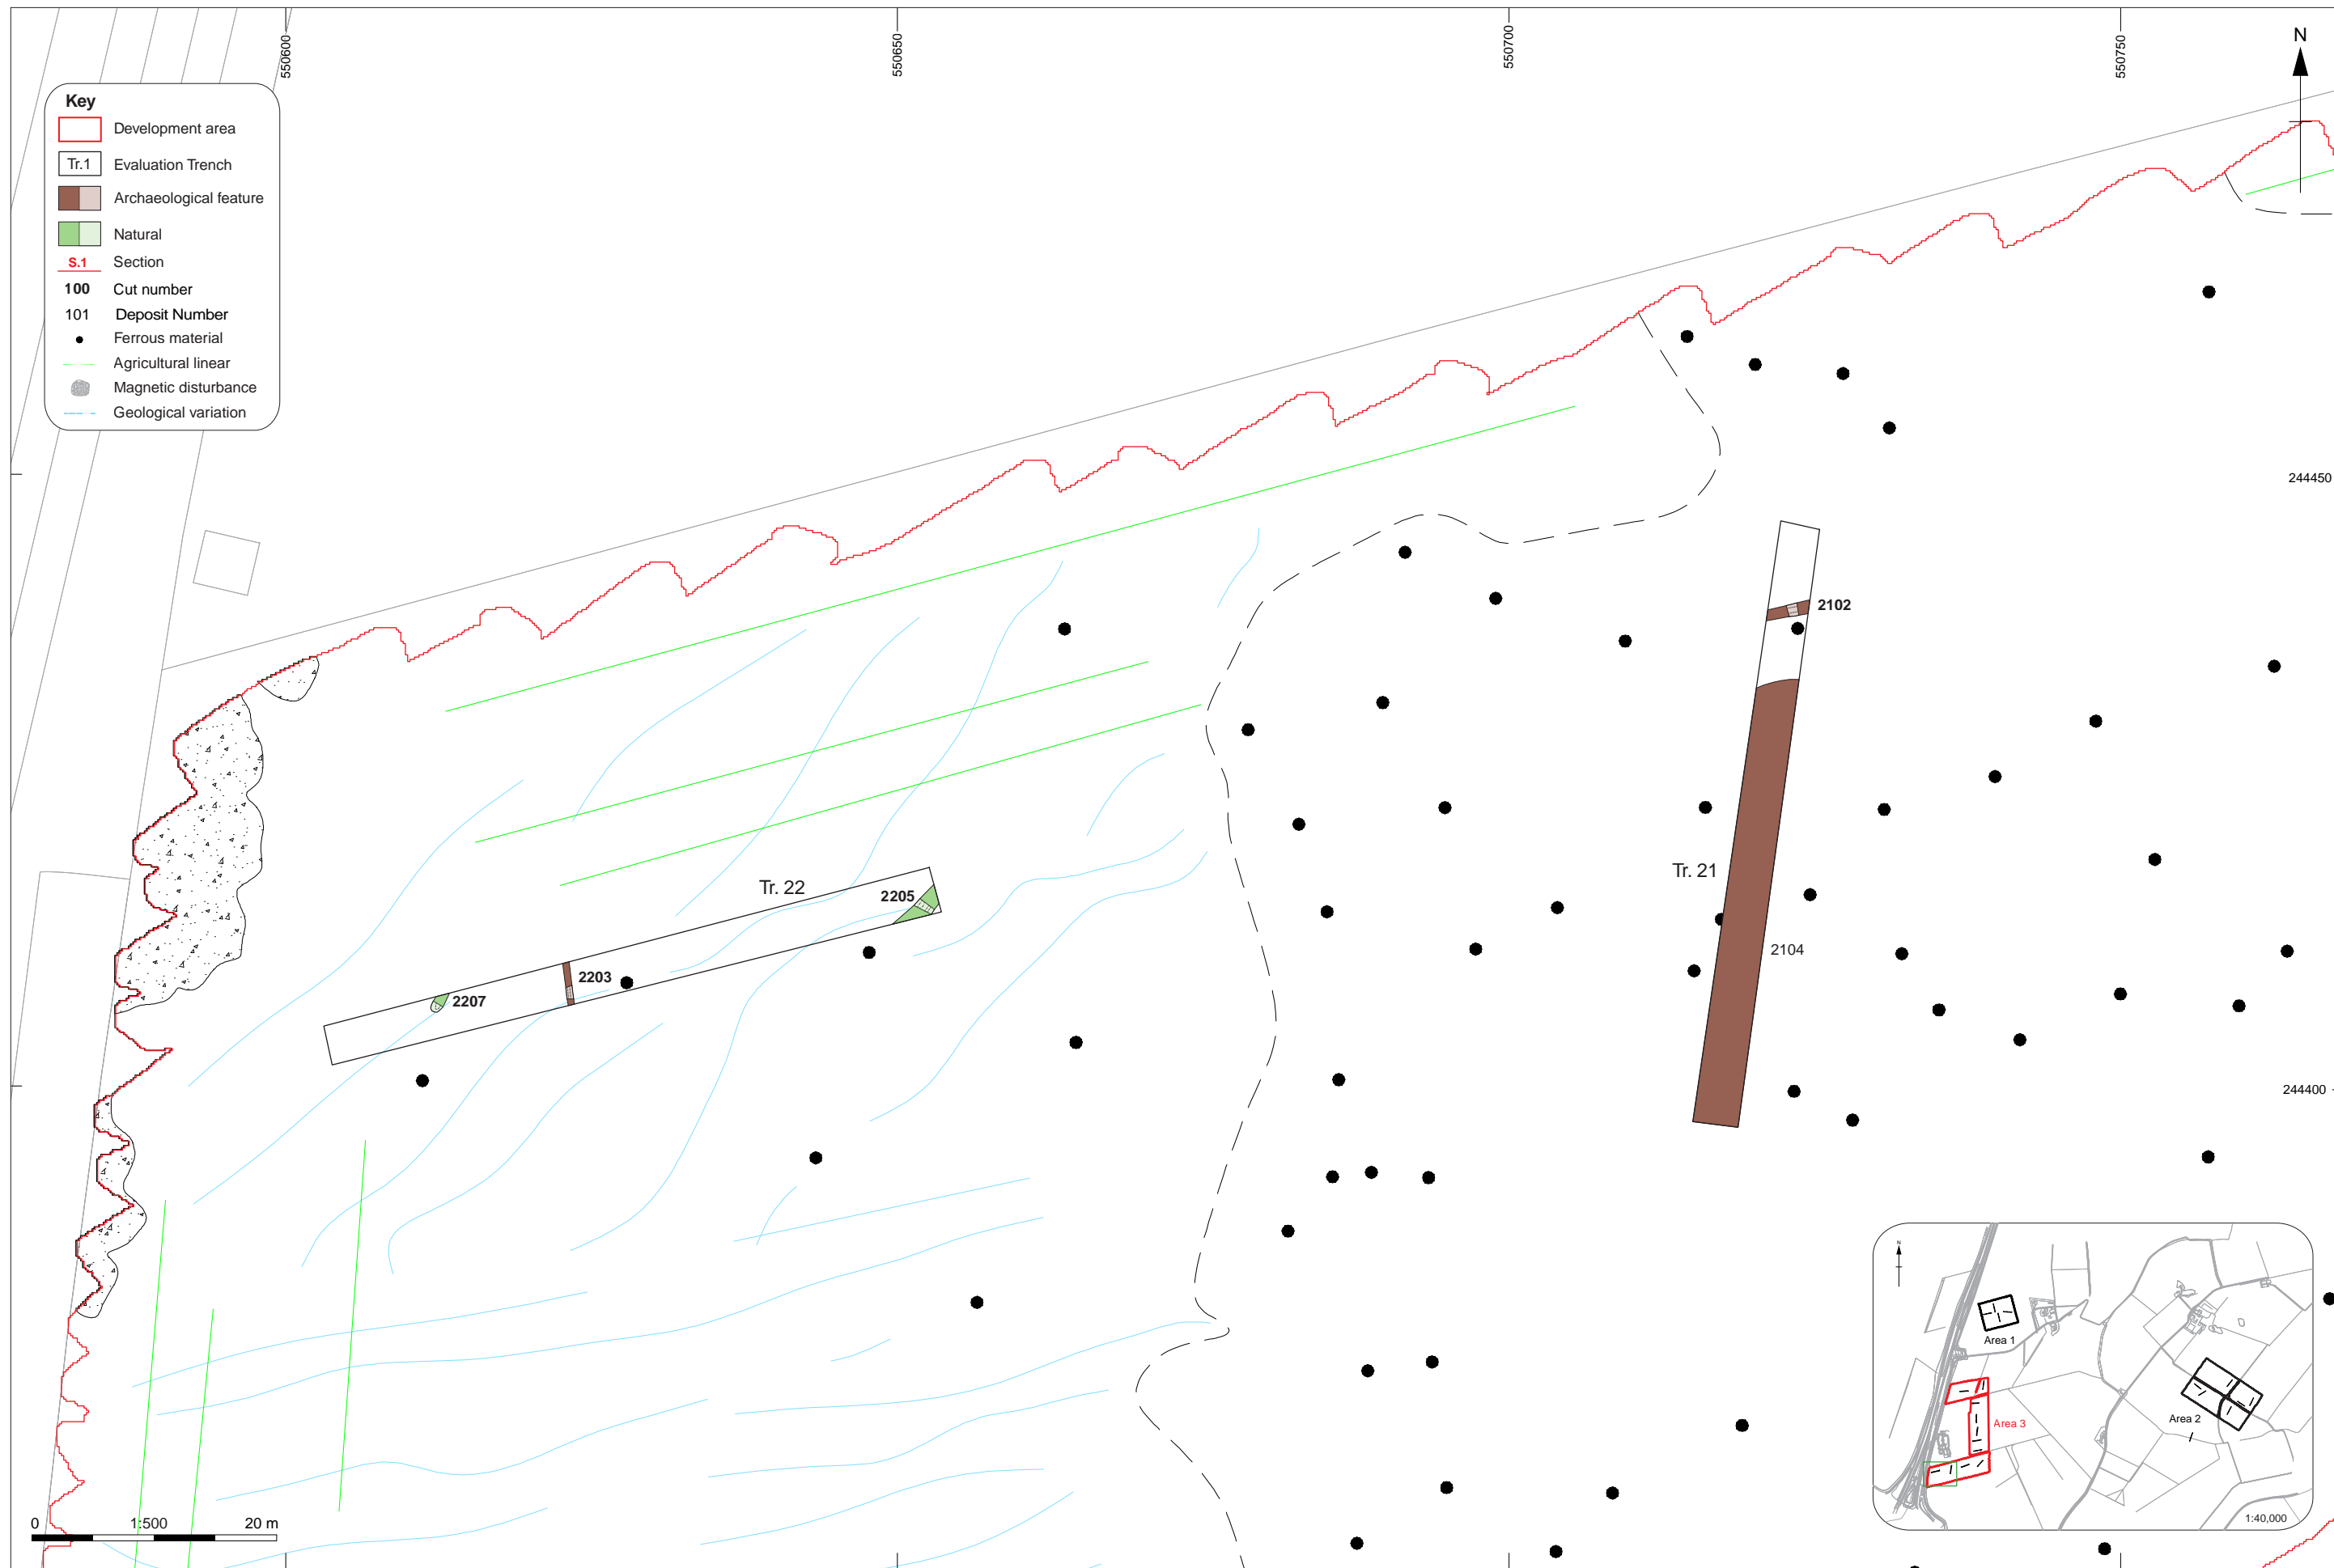 550600
550650
550700
550750
N
Key
Development area
Tr.1 Evaluation Trench
Archaeological feature
Natural
S.1 Section
100 Cut number
101 Deposit Number
Ferrous material
Agricultural linear
Magnetic disturbance
Geological variation
244450
2102
Tr. 21
Tr. 22
2205
2104
2203
2207
244400
N
Area 1
Area 3
Area 2
1:40,000
0 1:500 20 m